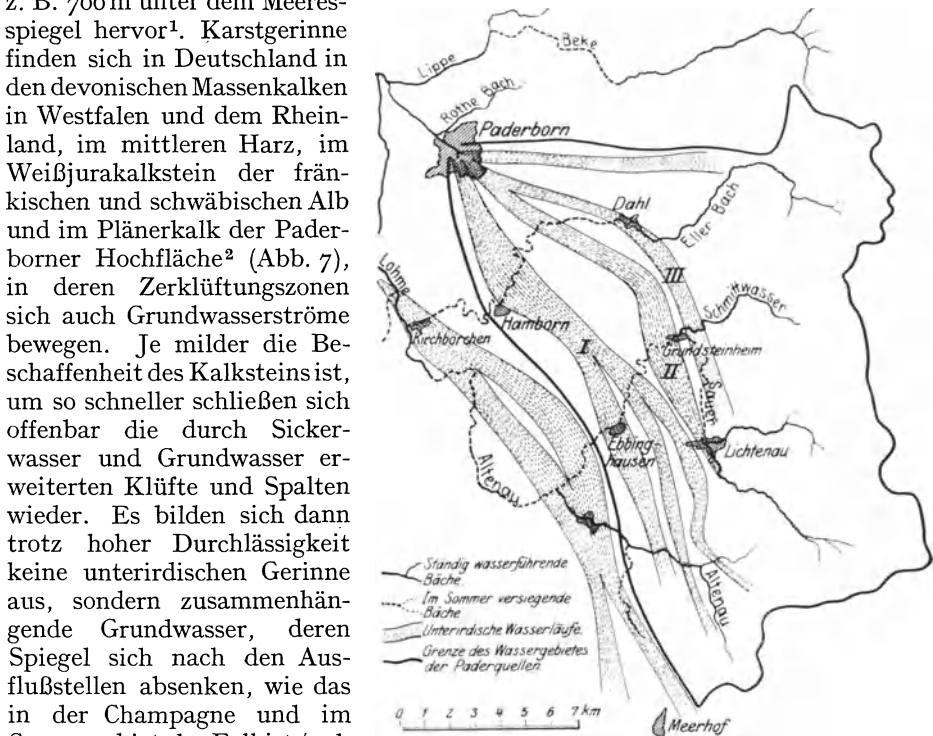 z. B. 700 m unter dem Meeres-
spiegel hervor¹. Karstgerinne
finden sich in Deutschland in
den devonischen Massenkalken
in Westfalen und dem Rhein-
land, im mittleren Harz, im
Weißjurakalkstein der frän-
kischen und schwäbischen Alb
und im Plänerkalk der Pader-
borner Hochfläche² (Abb. 7),
in deren Zerklüftungszonen
sich auch Grundwasserströme
bewegen. Je milder die Be-
schaffenheit des Kalksteins ist,
um so schneller schließen sich
offenbar die durch Sicker-
wasser und Grundwasser er-
weiterten Klüfte und Spalten
wieder. Es bilden sich dann
trotz hoher Durchlässigkeit
keine unterirdischen Gerinne
aus, sondern zusammenhän-
gende Grundwasser, deren
Spiegel sich nach den Aus-
flußstellen absenken, wie das
in der Champagne und im
Lippe
Beke
Rothe Bach
Paderborn
Dahl
Eller Bach
III
Lohme
Schmittwasser
Hamborn
Kirchborchen
I
Grundsteinheim
II
Sauer
Ebbing-
hausen
Lichtenau
Altenau
Altenau
Ständig wasserführende
Bäche
Im Sommer versiegende
Bäche
Unterirdische Wasserläufe
Grenze des Wassergebietes
der Paderquellen
0 1 2 3 4 5 6 7 km
Meerhof